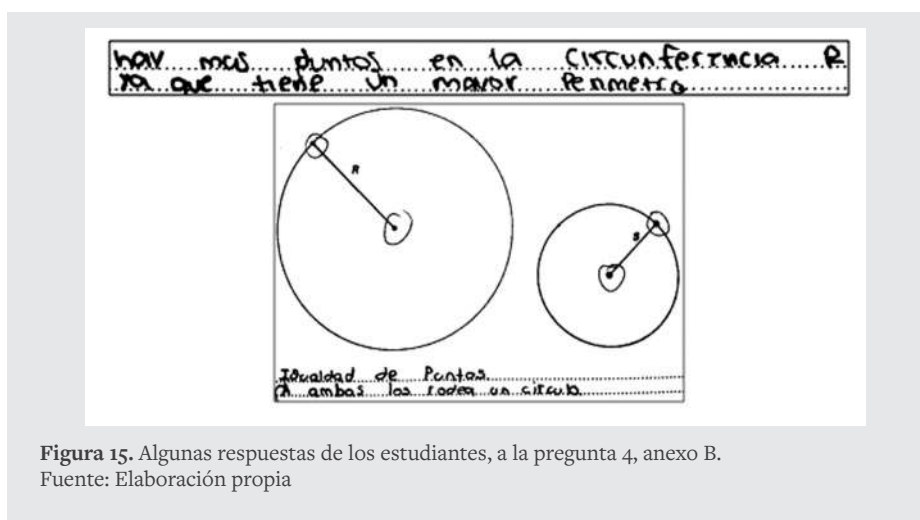 hay mas puntos en la circunferencia R
ya que tiene un mayor Perimetro
R
S
Igualdad de Puntos.
A ambas los rodea un circulo.
Figura 15. Algunas respuestas de los estudiantes, a la pregunta 4, anexo B.
Fuente: Elaboración propia